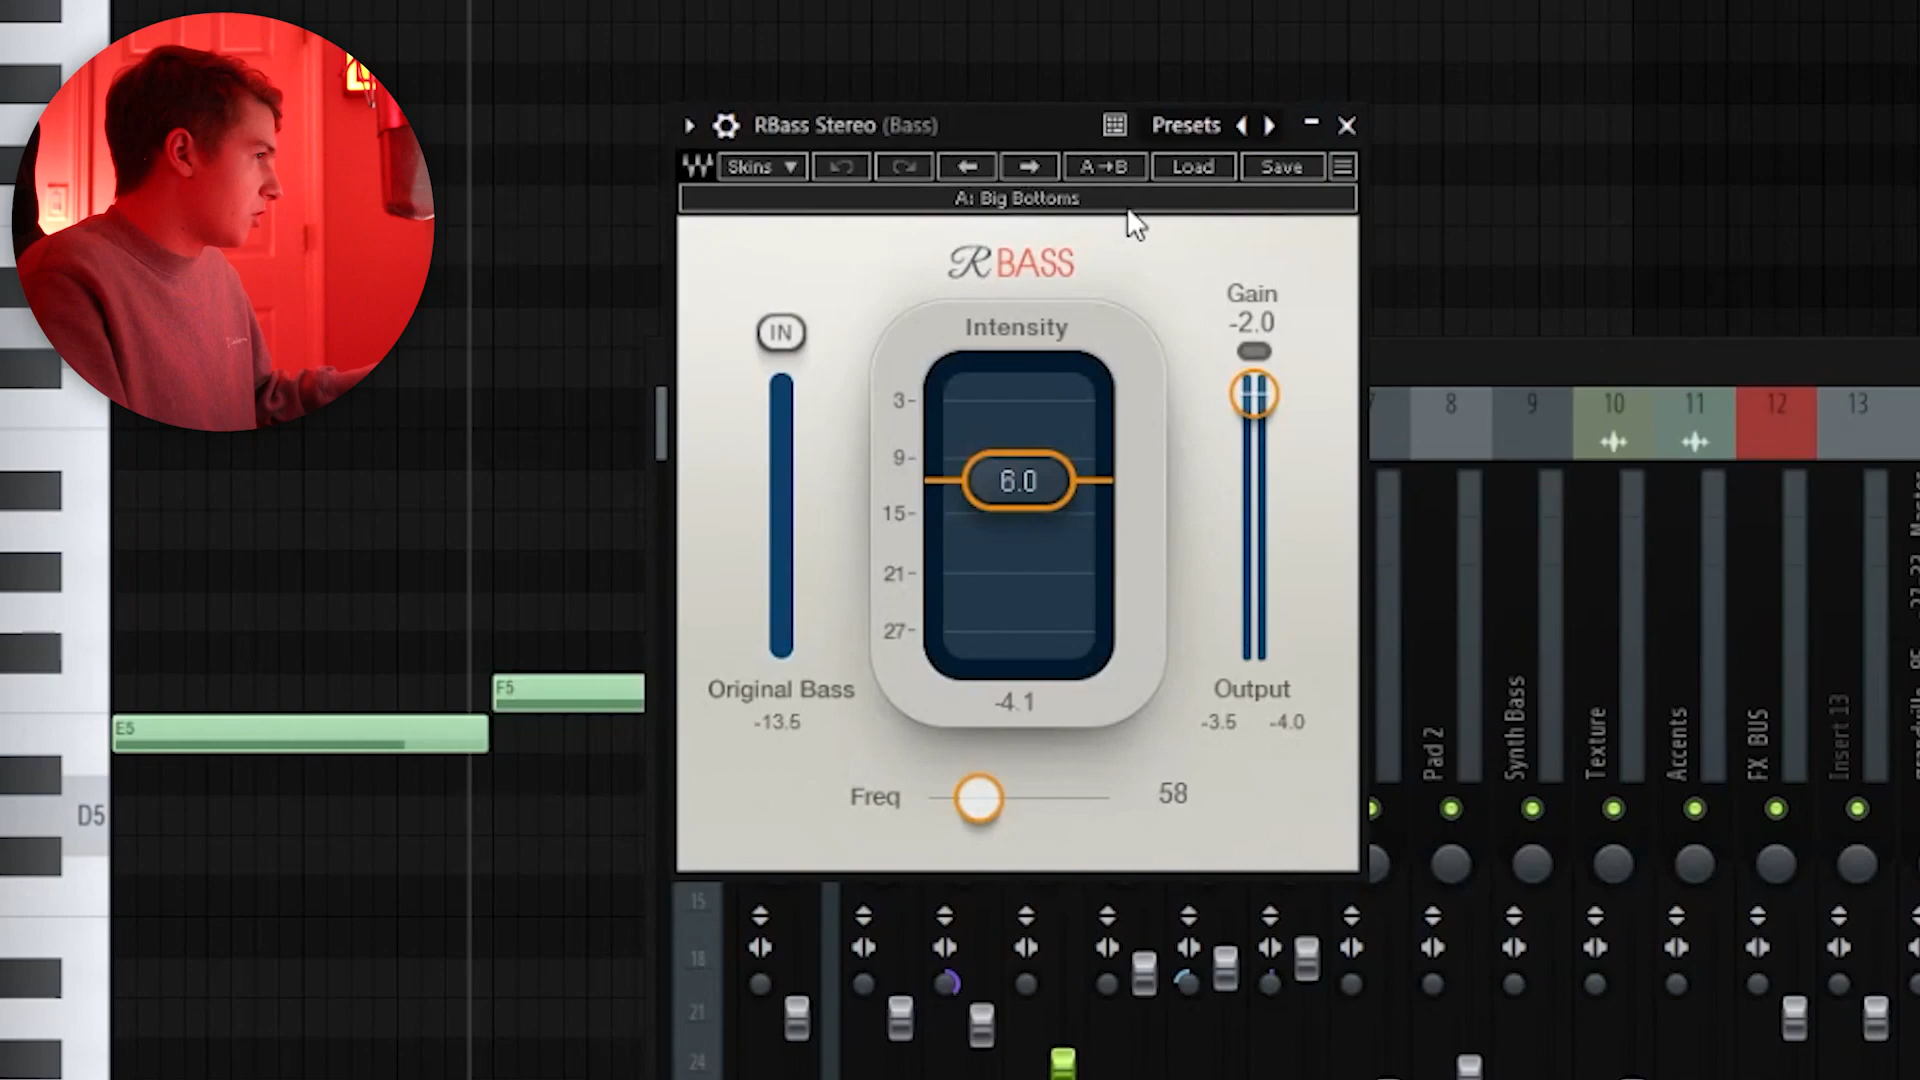 RBass Stereo (Bass)
Presets
Skins
A→B
Load
Save
A: Big Bottoms
R BASS
Gain
-2.0
IN
Intensity
3-
9-
15-
21-
27-
6.0
-4.1
Original Bass
-13.5
Output
-3.5 -4.0
Freq
58
E5
F5
D5
7
8
9
10
11
12
13
Pad 2
Synth Bass
Texture
Accents
FX BUS
Insert 13
15
18
21
24